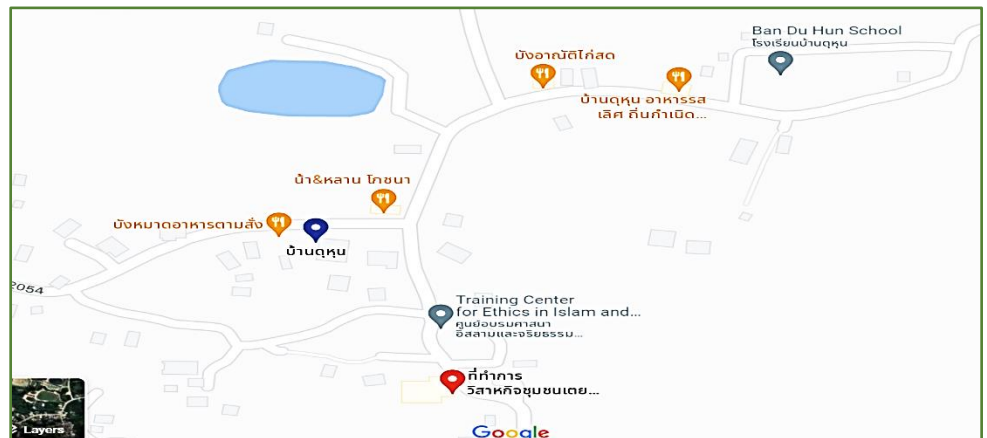 Ban Du Hun School
โรงเรียนบ้านดุหุน
บังอาณัติไก่สด
บ้านดุหุน อาหารรส
เลิศ ถิ่นกำเนิด...
น้า&หลาน โภชนา
บังหมาดอาหารตามสั่ง
บ้านดุหุน
2054
Training Center
for Ethics in Islam and...
ศูนย์อบรมศาสนา
อิสลามและจริยธรรม...
ที่ทำการ
วิสาหกิจชุมชนเตย...
Layers
Google